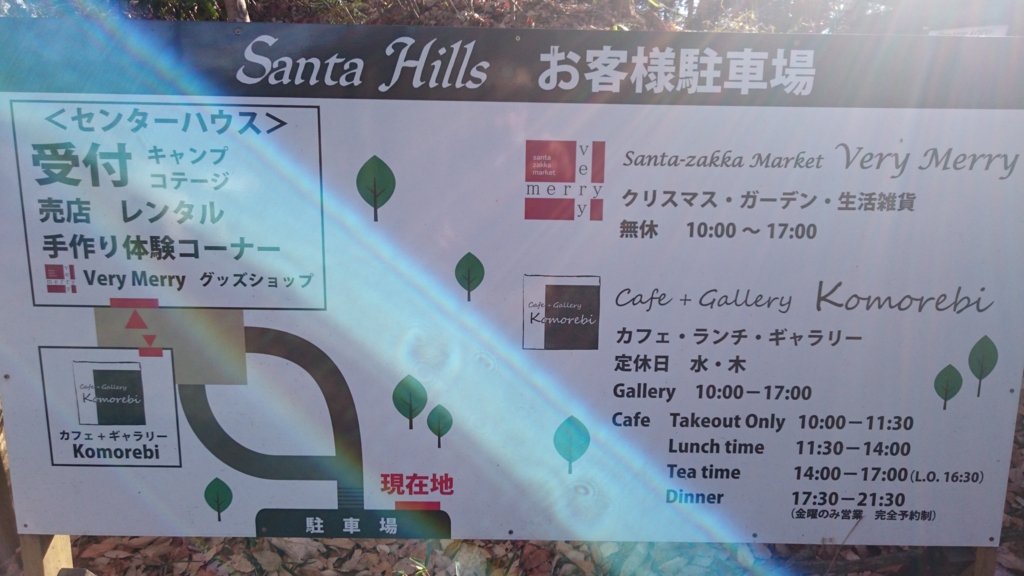 Santa Hills お客様駐車場
＜センターハウス＞
受付 キャンプ コテージ
売店 レンタル
手作り体験コーナー
Very Merry グッズショップ
Cafe + Gallery
Komorebi
カフェ＋ギャラリー
Komorebi
現在地
駐車場
santa
zakka
market
very
merry
Santa-zakka Market Very Merry
クリスマス・ガーデン・生活雑貨
無休 10:00 ～ 17:00
Cafe + Gallery
Komorebi
Cafe + Gallery Komorebi
カフェ・ランチ・ギャラリー
定休日 水・木
Gallery 10:00－17:00
Cafe Takeout Only 10:00－11:30
Lunch time 11:30－14:00
Tea time 14:00－17:00 (L.O. 16:30)
Dinner 17:30－21:30
(金曜のみ営業 完全予約制)